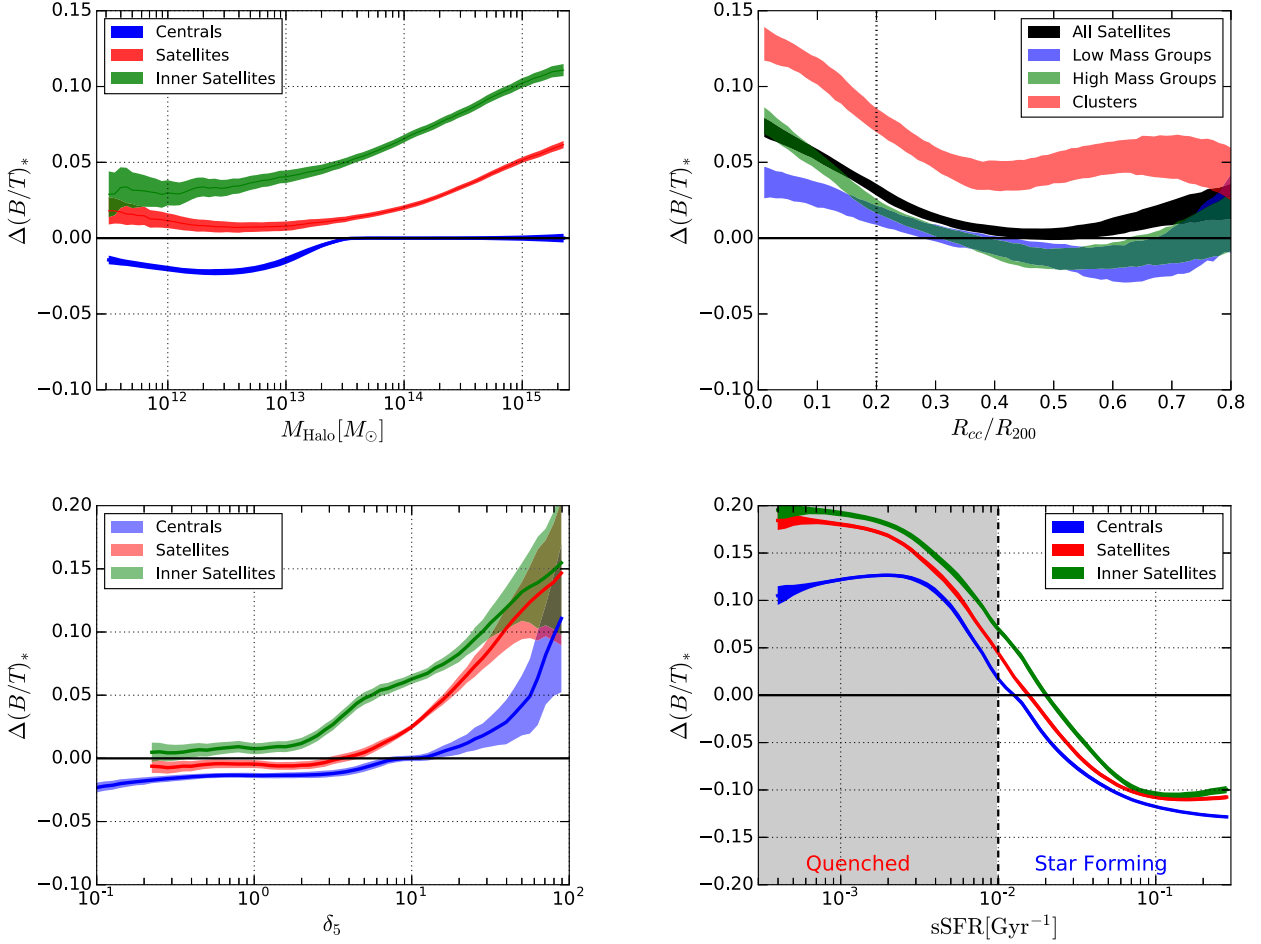 Centrals
Satellites
Inner Satellites
0.15
0.10
0.05
0.00
−0.05
−0.10
Δ(B/T)∗
10^12
10^13
10^14
10^15
M_Halo[M_⊙]
All Satellites
Low Mass Groups
High Mass Groups
Clusters
0.15
0.10
0.05
0.00
−0.05
−0.10
Δ(B/T)∗
0.0 0.1 0.2 0.3 0.4 0.5 0.6 0.7 0.8
R_cc/R_200
Centrals
Satellites
Inner Satellites
0.20
0.15
0.10
0.05
0.00
−0.05
−0.10
Δ(B/T)∗
10^-1 10^0 10^1 10^2
δ_5
Centrals
Satellites
Inner Satellites
0.20
0.15
0.10
0.05
0.00
−0.05
−0.10
−0.15
−0.20
Δ(B/T)∗
Quenched
Star Forming
10^-3 10^-2 10^-1
sSFR[Gyr^-1]